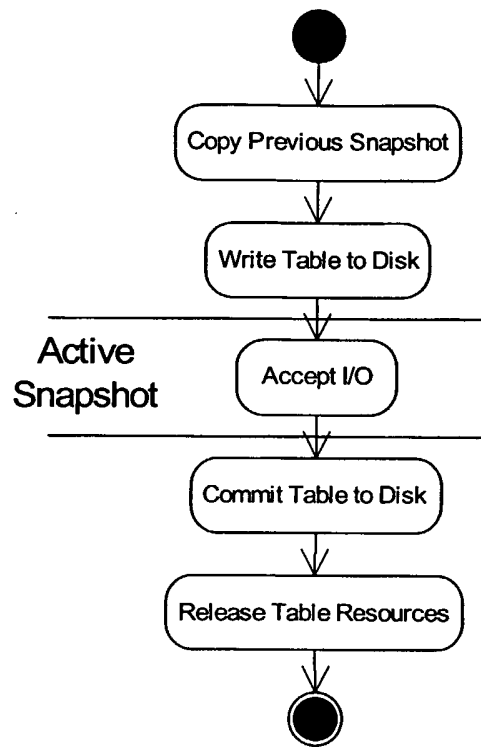 Copy Previous Snapshot
Write Table to Disk
Active
Snapshot
Accept I/O
Commit Table to Disk
Release Table Resources